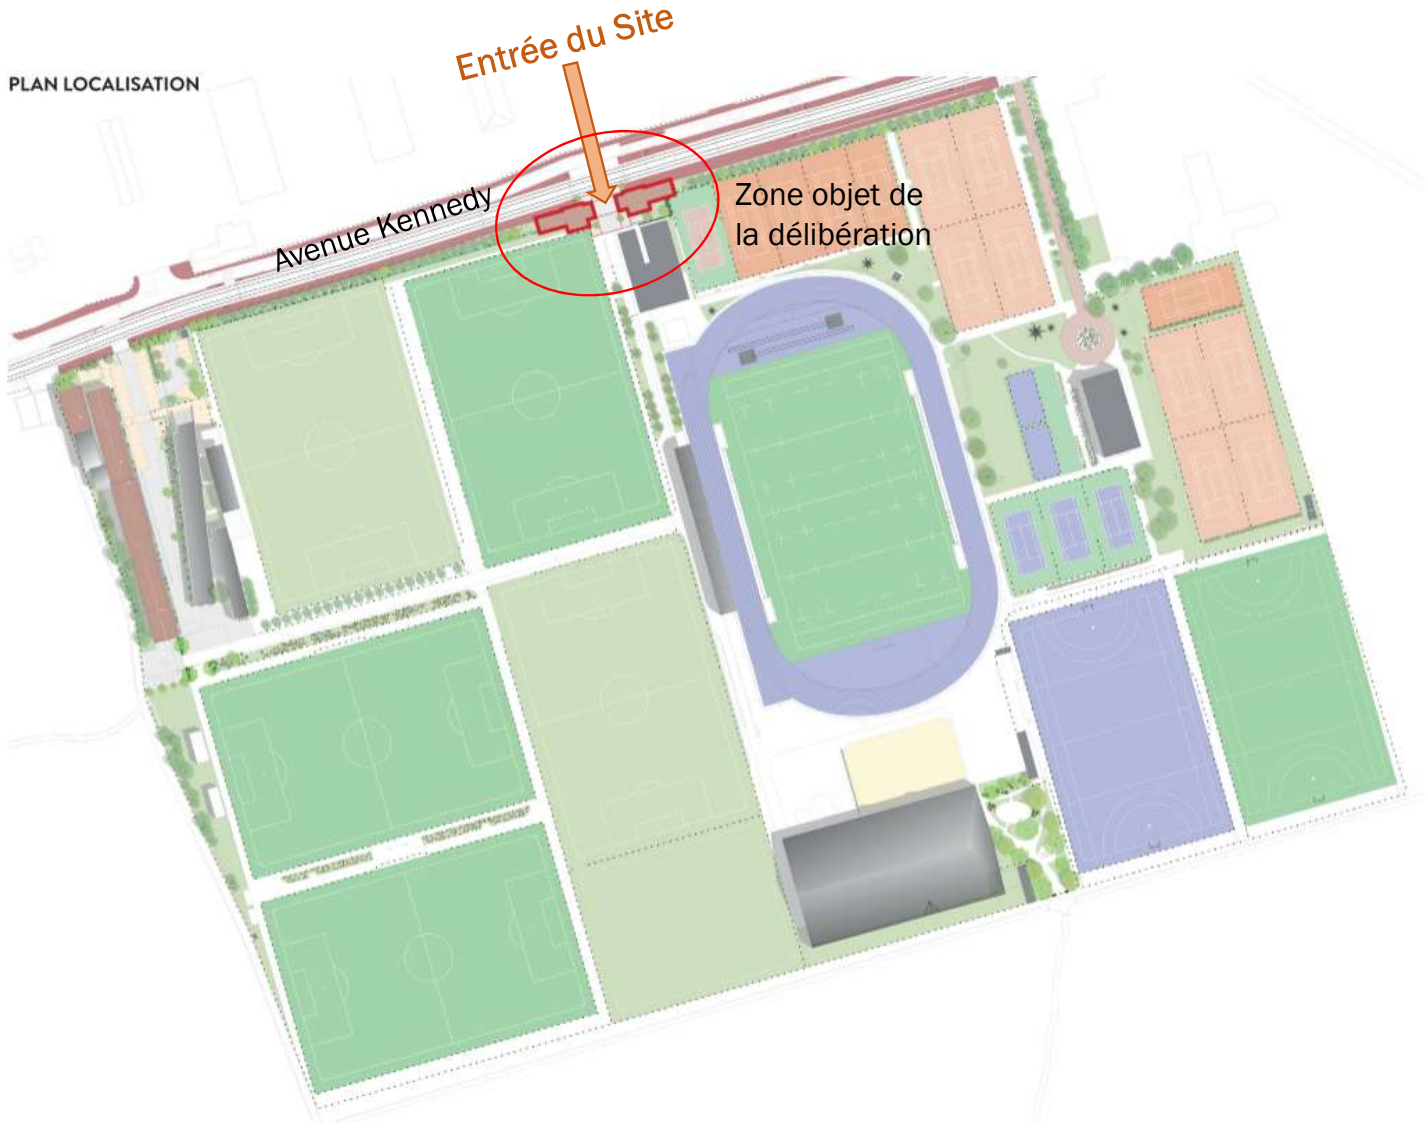 Entrée du Site
PLAN LOCALISATION
Avenue Kennedy
Zone objet de
la délibération